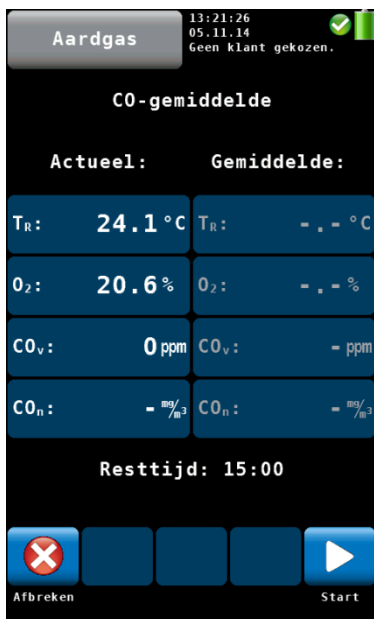 Aardgas
13:21:26
05.11.14
Geen klant gekozen.
CO-gemiddelde
Actueel: Gemiddelde:
TR: 24.1 °C TR: -.- °C
O2: 20.6 % O2: -.- %
COv: 0 ppm COv: - ppm
COn: - mg/m3 COn: - mg/m3
Resttijd: 15:00
Afbreken Start